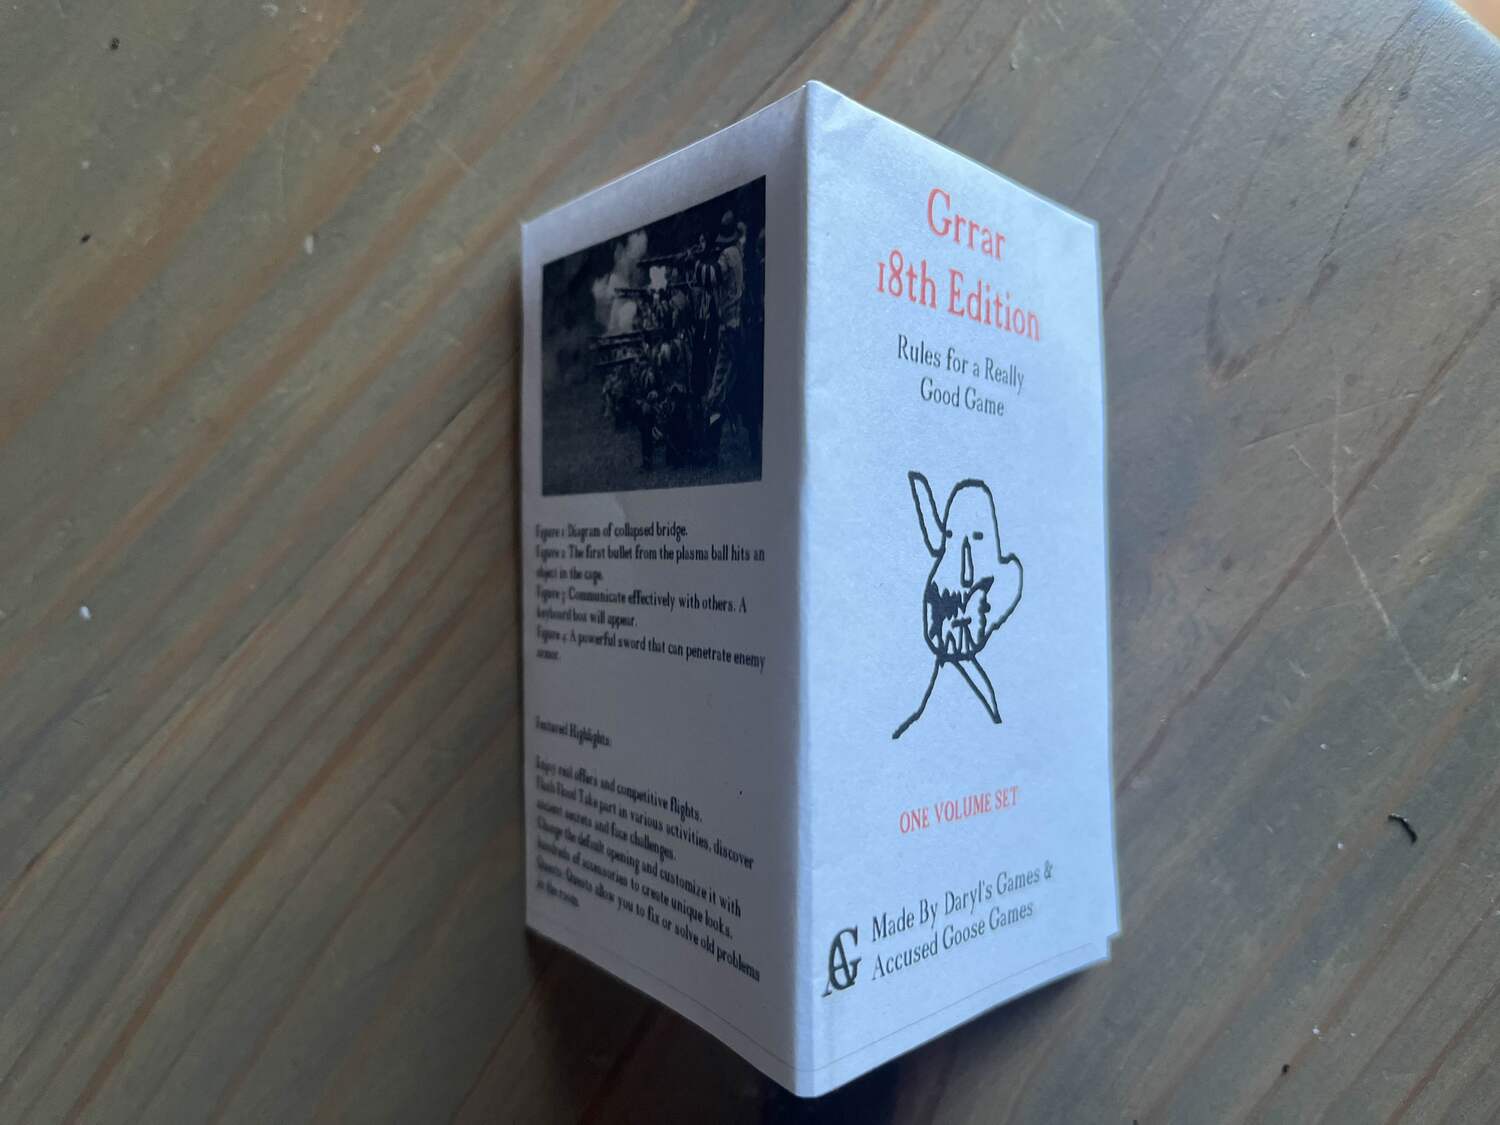 Figure 1: Diagram of collapsed bridge.
Figure 2: The first bullet from the plasma ball hits an
object in the cage.
Figure 3: Communicate effectively with others. A
keyboard box will appear.
Figure 4: A powerful sword that can penetrate enemy
armor.
Featured Highlights:
Enjoy rail offers and competitive flights.
Flash Flood Take part in various activities, discover
ancient secrets and face challenges.
Change the default opening and customize it with
hundreds of accessories to create unique looks.
Quests: Quests allow you to fix or solve old problems
in the room.
Grrar
18th Edition
Rules for a Really
Good Game
ONE VOLUME SET
AG
Made By Daryl's Games &
Accused Goose Games